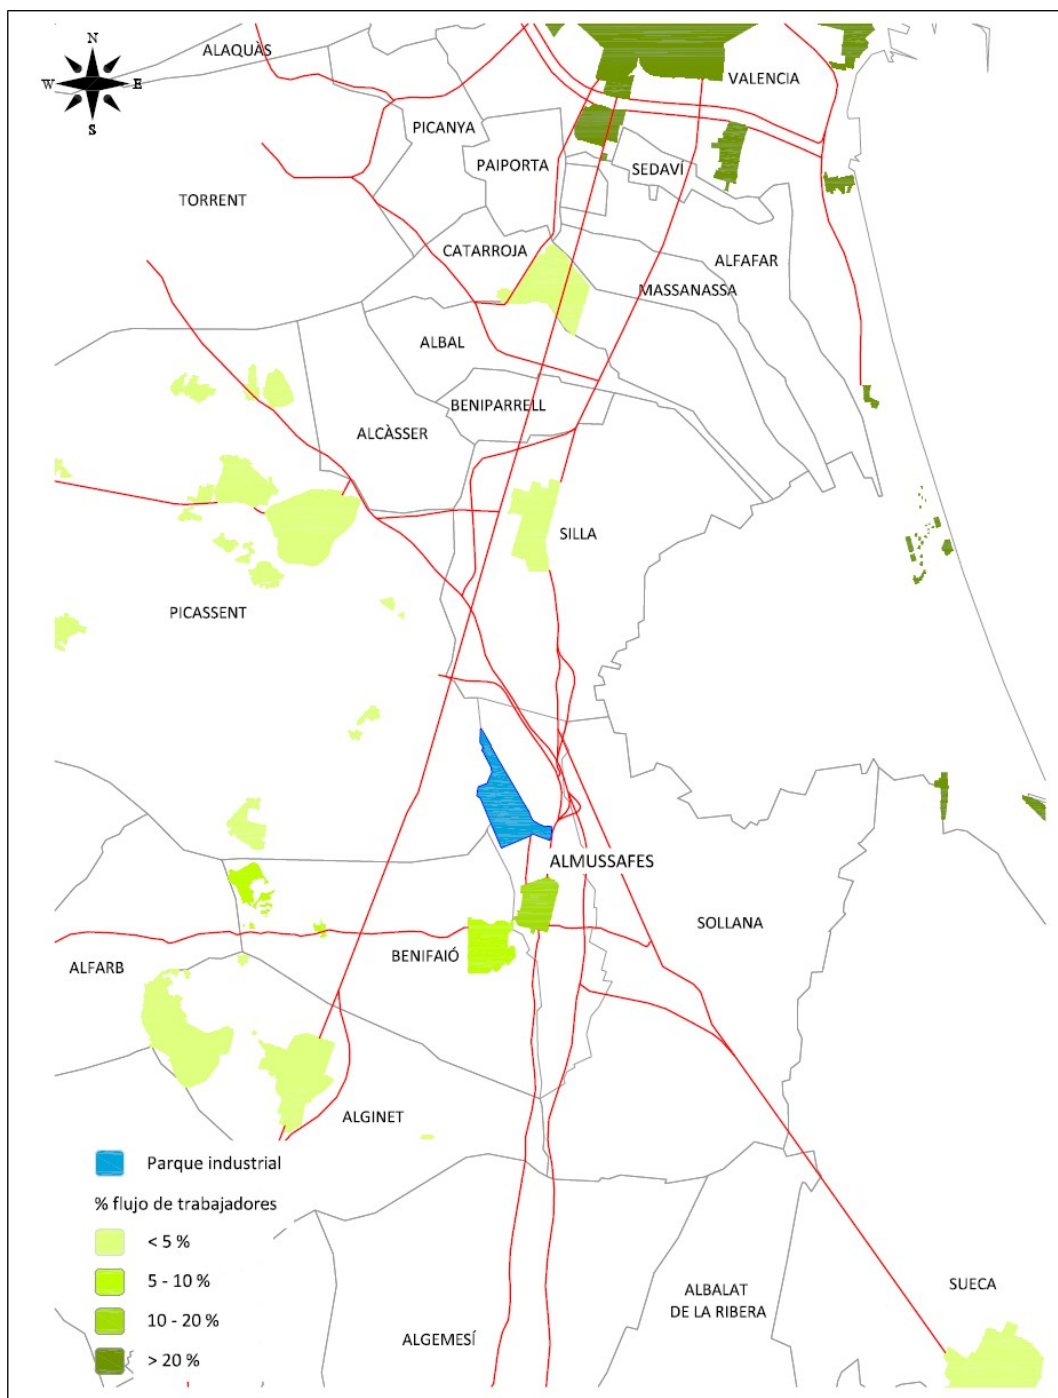 N
W
E
S
ALAQUÀS
VALENCIA
PICANYA
PAIPORTA
SEDAVÍ
TORRENT
CATARROJA
ALFAFAR
MASSANASSA
ALBAL
BENIPARRELL
ALCÀSSER
SILLA
PICASSENT
ALMUSSAFES
SOLLANA
BENIFAIÓ
ALFARB
ALGINET
Parque industrial
% flujo de trabajadores
< 5 %
5 - 10 %
10 - 20 %
> 20 %
SUECA
ALBALAT
DE LA RIBERA
ALGEMESÍ